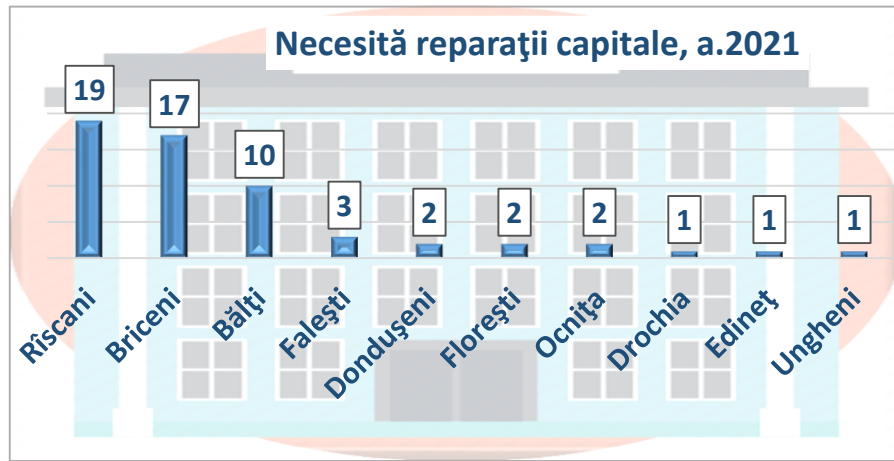 Necesită reparaţii capitale, a.2021
19
17
10
3
2
2
2
1
1
1
Rîscani
Briceni
Bălţi
Faleşti
Donduşeni
Floreşti
Ocniţa
Drochia
Edineţ
Ungheni